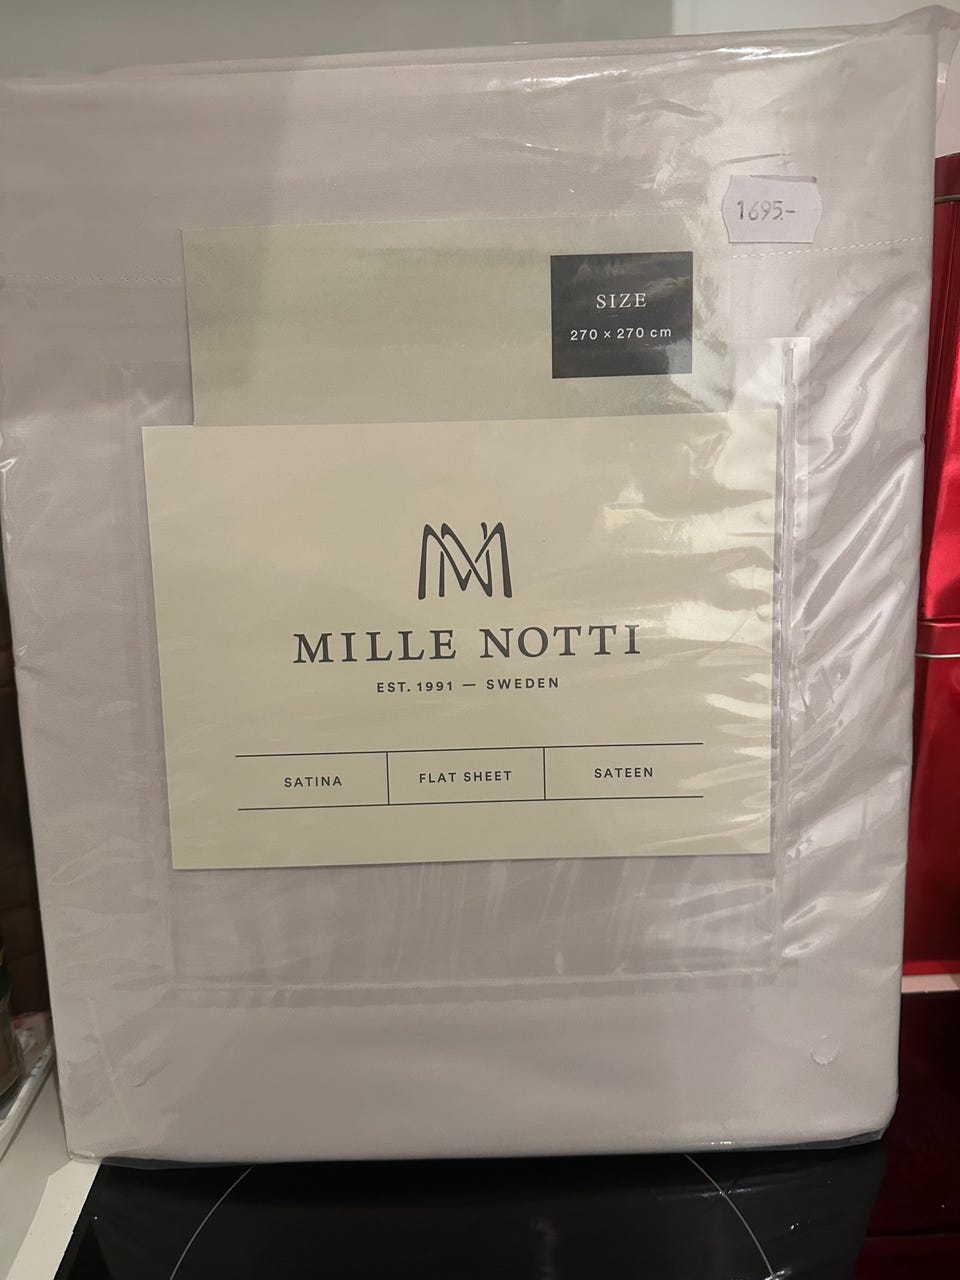 1695.-
SIZE
270 × 270 cm
MILLE NOTTI
EST. 1991 — SWEDEN
SATINA
FLAT SHEET
SATEEN